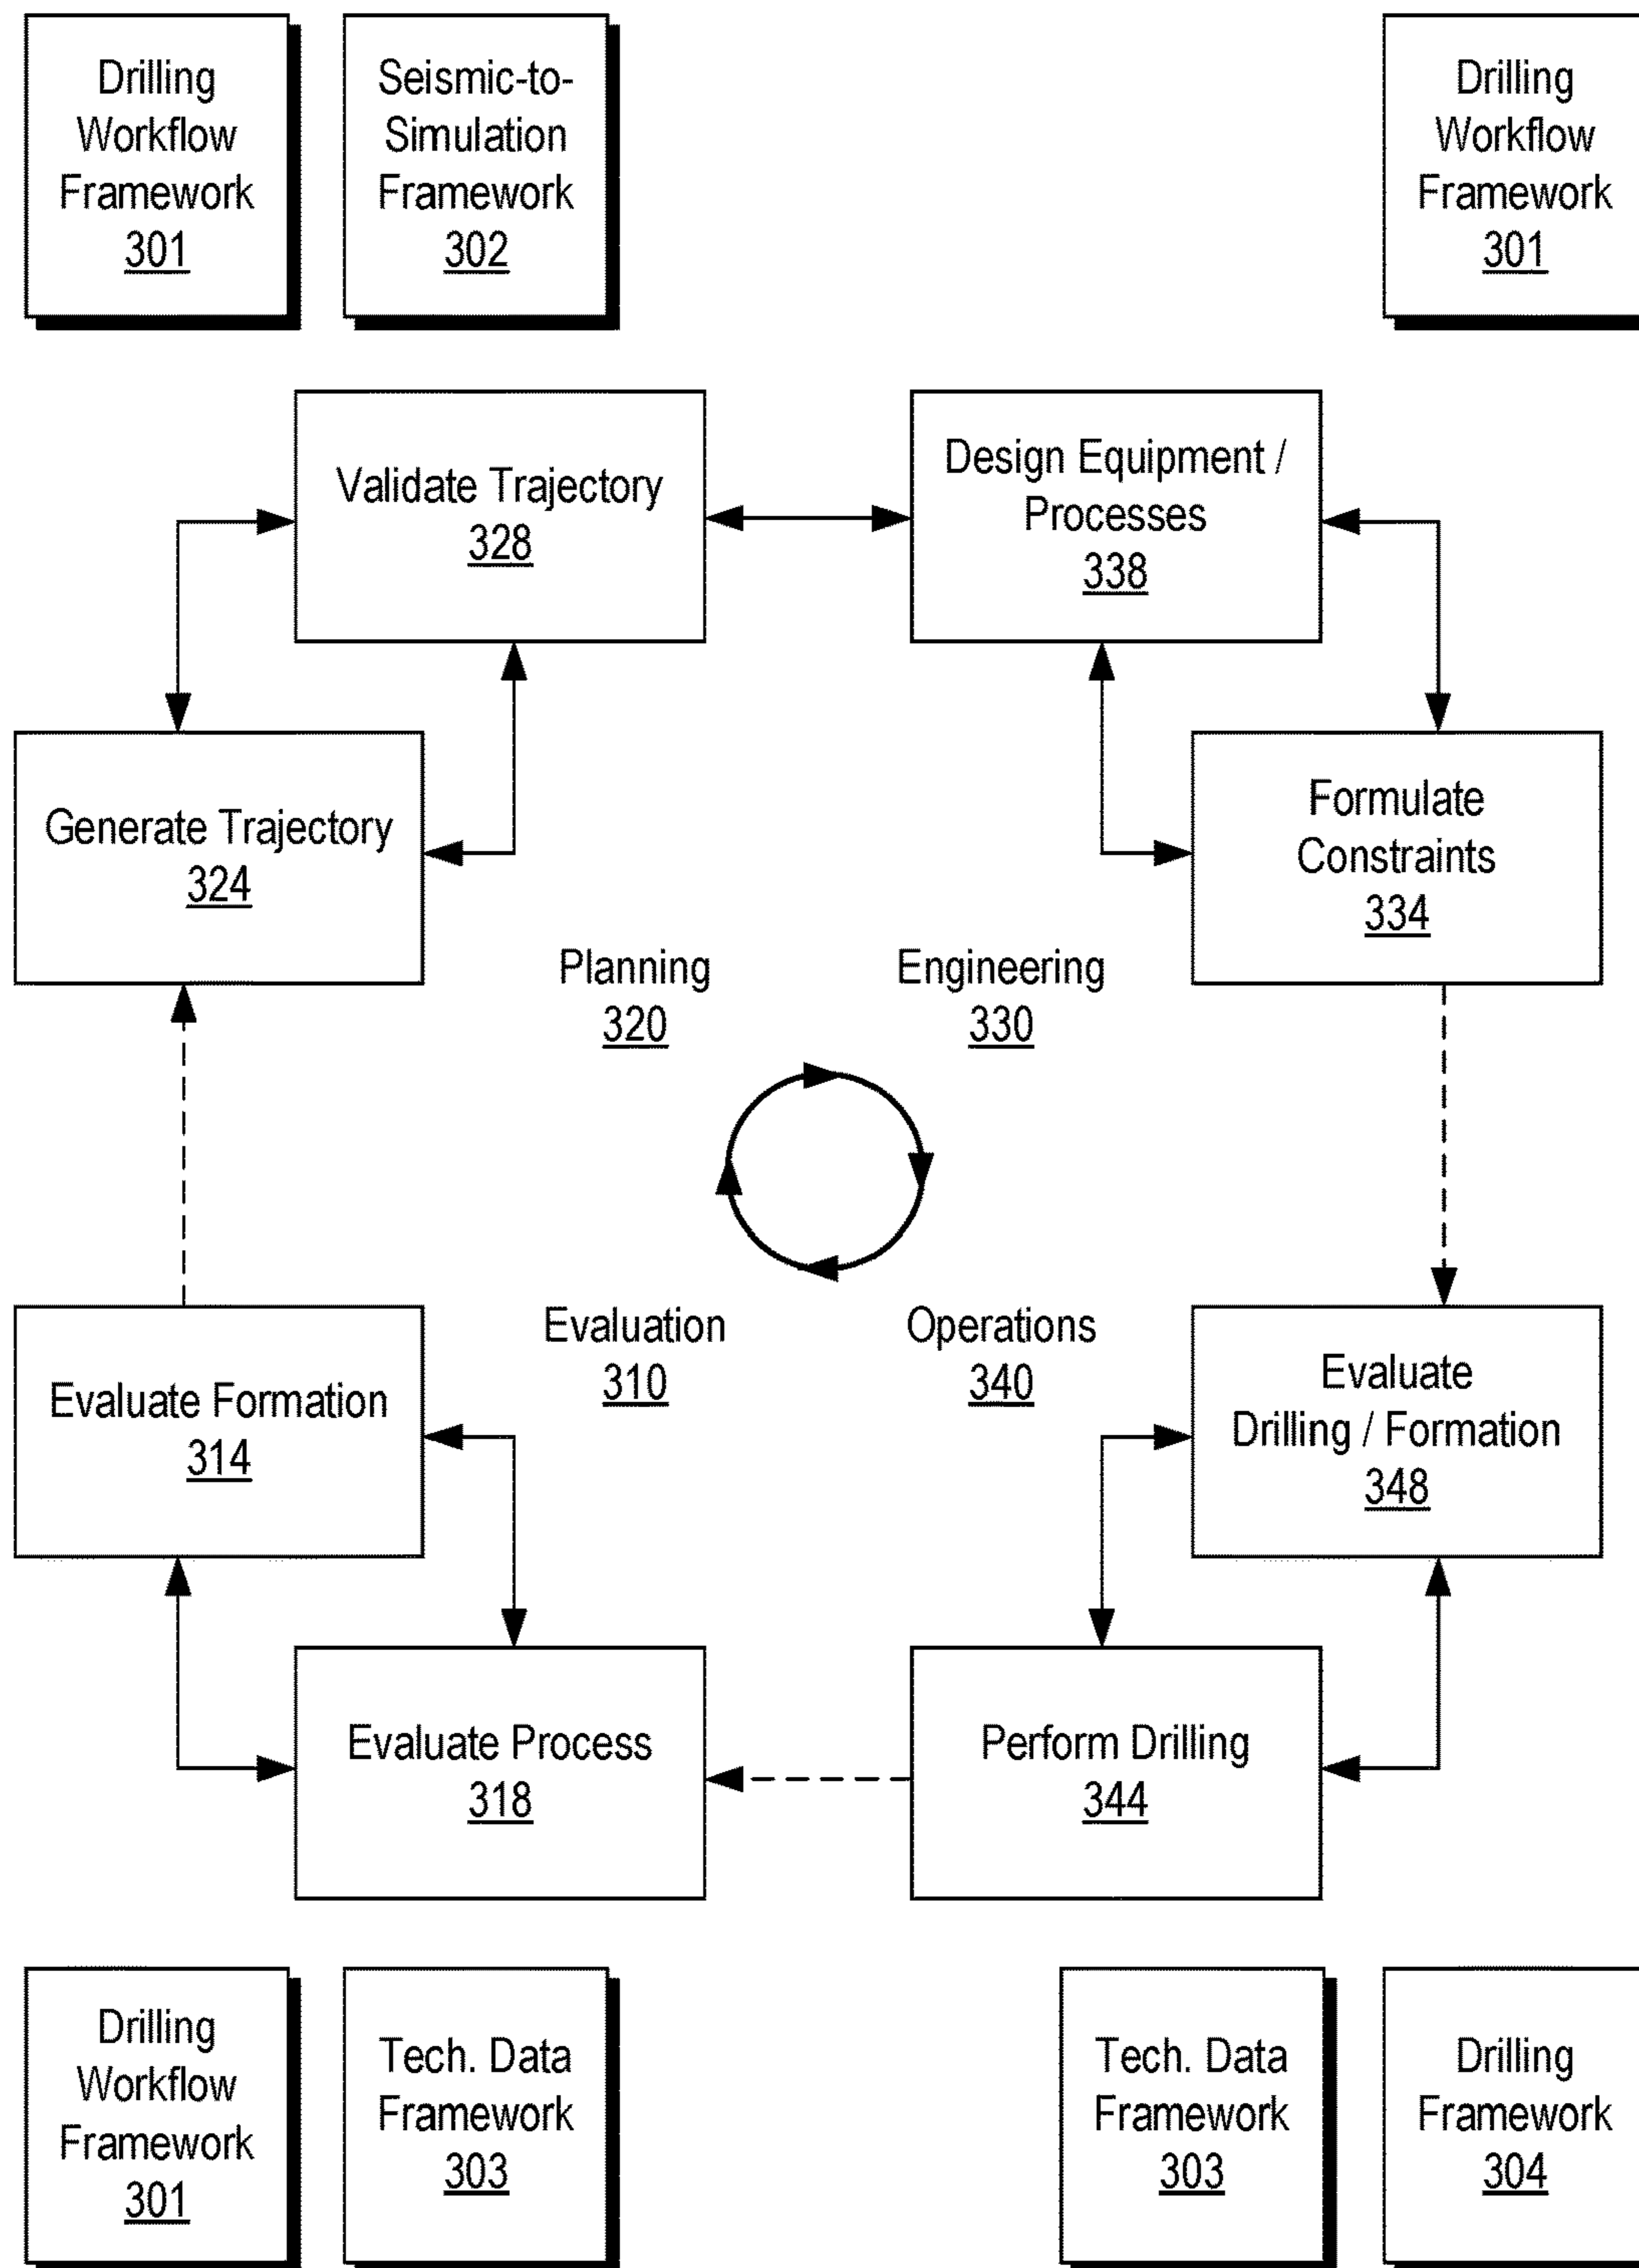 Drilling
Workflow
Framework
301
Seismic-to-
Simulation
Framework
302
Drilling
Workflow
Framework
301
Validate Trajectory
328
Design Equipment /
Processes
338
Generate Trajectory
324
Formulate
Constraints
334
Planning
320
Engineering
330
Evaluation
310
Operations
340
Evaluate Formation
314
Evaluate
Drilling / Formation
348
Evaluate Process
318
Perform Drilling
344
Drilling
Workflow
Framework
301
Tech. Data
Framework
303
Tech. Data
Framework
303
Drilling
Framework
304